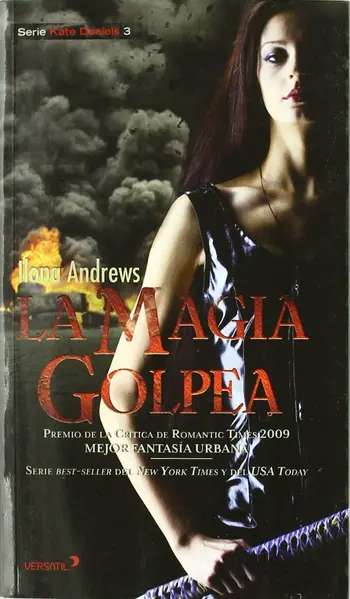 Serie Kate Daniels 3
Ilona Andrews
LA MAGIA
GOLPEA
PREMIO DE LA CRÍTICA DE ROMANTIC TIMES 2009
MEJOR FANTASÍA URBANA
SERIE BEST-SELLER DEL NEW YORK TIMES Y DEL USA TODAY
VERSATIL